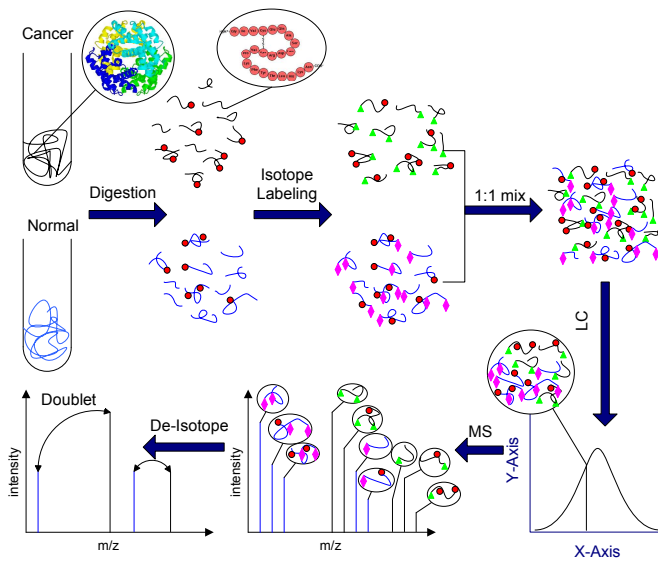 Cancer
Digestion
Isotope
Labeling
1:1 mix
Normal
LC
Doublet
De-Isotope
MS
intensity
m/z
intensity
m/z
Y-Axis
X-Axis